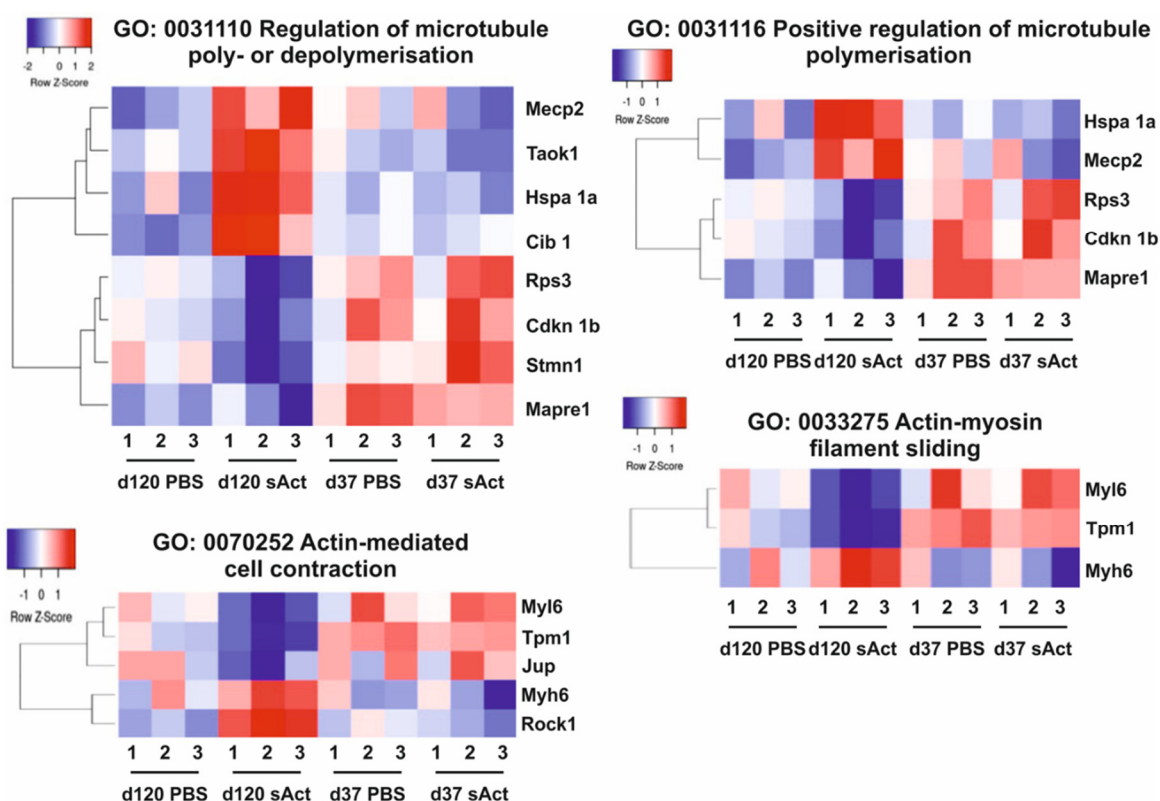 GO: 0031110 Regulation of microtubule
poly- or depolymerisation
-2 0 1 2
Row Z-Score
Mecp2
Taok1
Hspa 1a
Cib 1
Rps3
Cdkn 1b
Stmn1
Mapre1
1 2 3 1 2 3 1 2 3 1 2 3
d120 PBS d120 sAct d37 PBS d37 sAct
GO: 0031116 Positive regulation of microtubule
polymerisation
-1 0 1
Row Z-Score
Hspa 1a
Mecp2
Rps3
Cdkn 1b
Mapre1
1 2 3 1 2 3 1 2 3 1 2 3
d120 PBS d120 sAct d37 PBS d37 sAct
GO: 0070252 Actin-mediated
cell contraction
-1 0 1
Row Z-Score
Myl6
Tpm1
Jup
Myh6
Rock1
1 2 3 1 2 3 1 2 3 1 2 3
d120 PBS d120 sAct d37 PBS d37 sAct
GO: 0033275 Actin-myosin
filament sliding
-1 0 1
Row Z-Score
Myl6
Tpm1
Myh6
1 2 3 1 2 3 1 2 3 1 2 3
d120 PBS d120 sAct d37 PBS d37 sAct